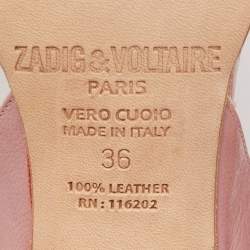 ZADIG & VOLTAIRE
PARIS
VERO CUOIO
MADE IN ITALY
36
100% LEATHER
RN : 116202